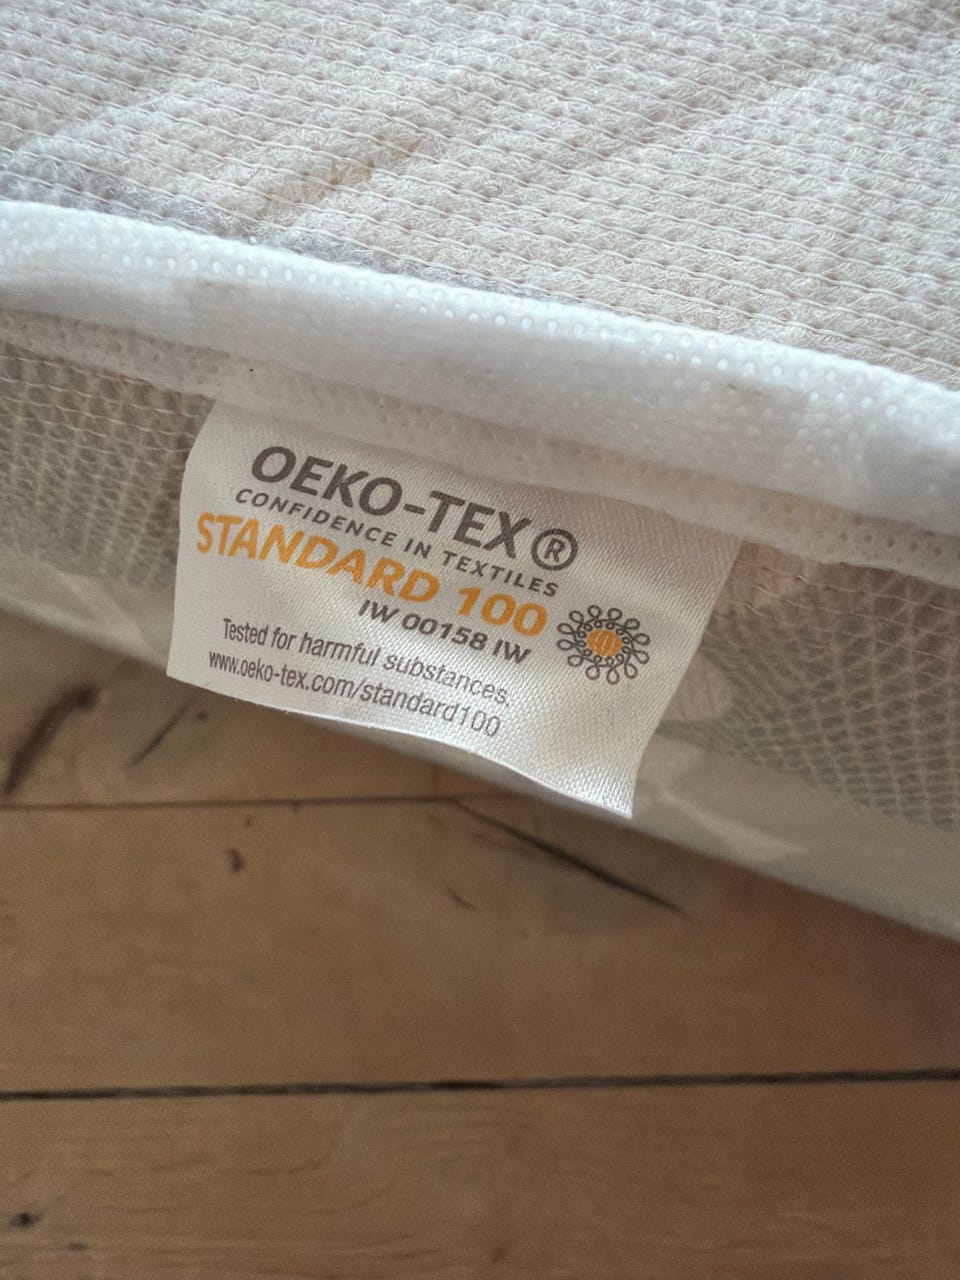 OEKO-TEX®
CONFIDENCE IN TEXTILES
STANDARD 100
IW 00158 IW
Tested for harmful substances.
www.oeko-tex.com/standard100